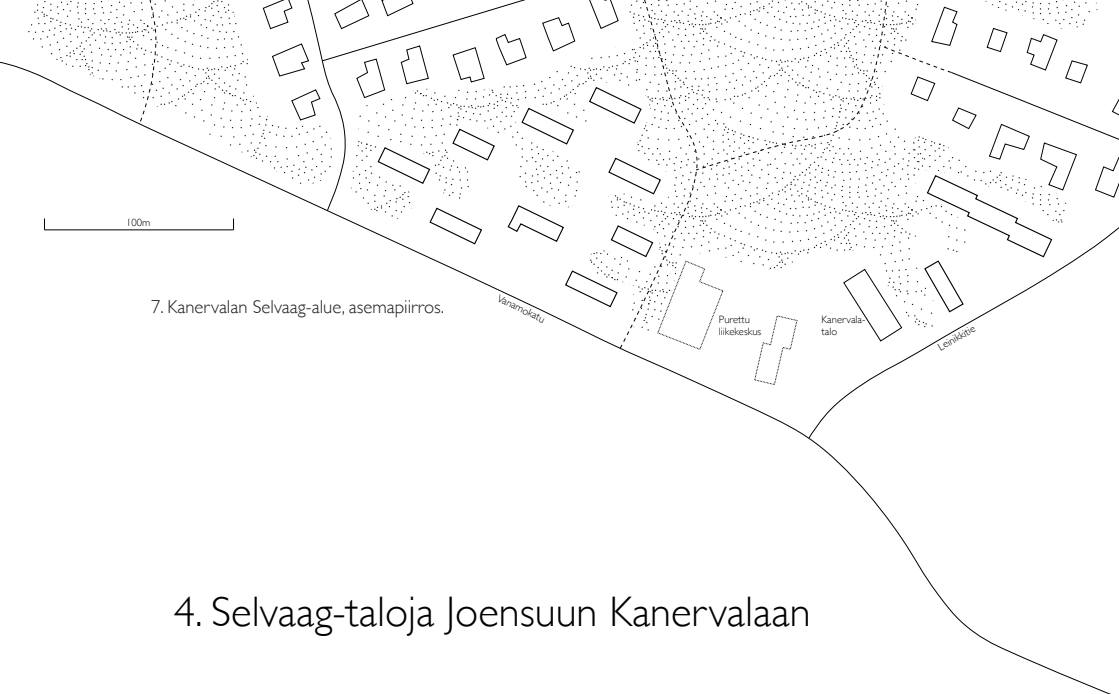 100m
7. Kanervalan Selvaag-alue, asemapiirros.
Vanamokatu
Purettu
liikekeskus
Kanervala-
talo
Leinikkitie
4. Selvaag-taloja Joensuun Kanervalaan